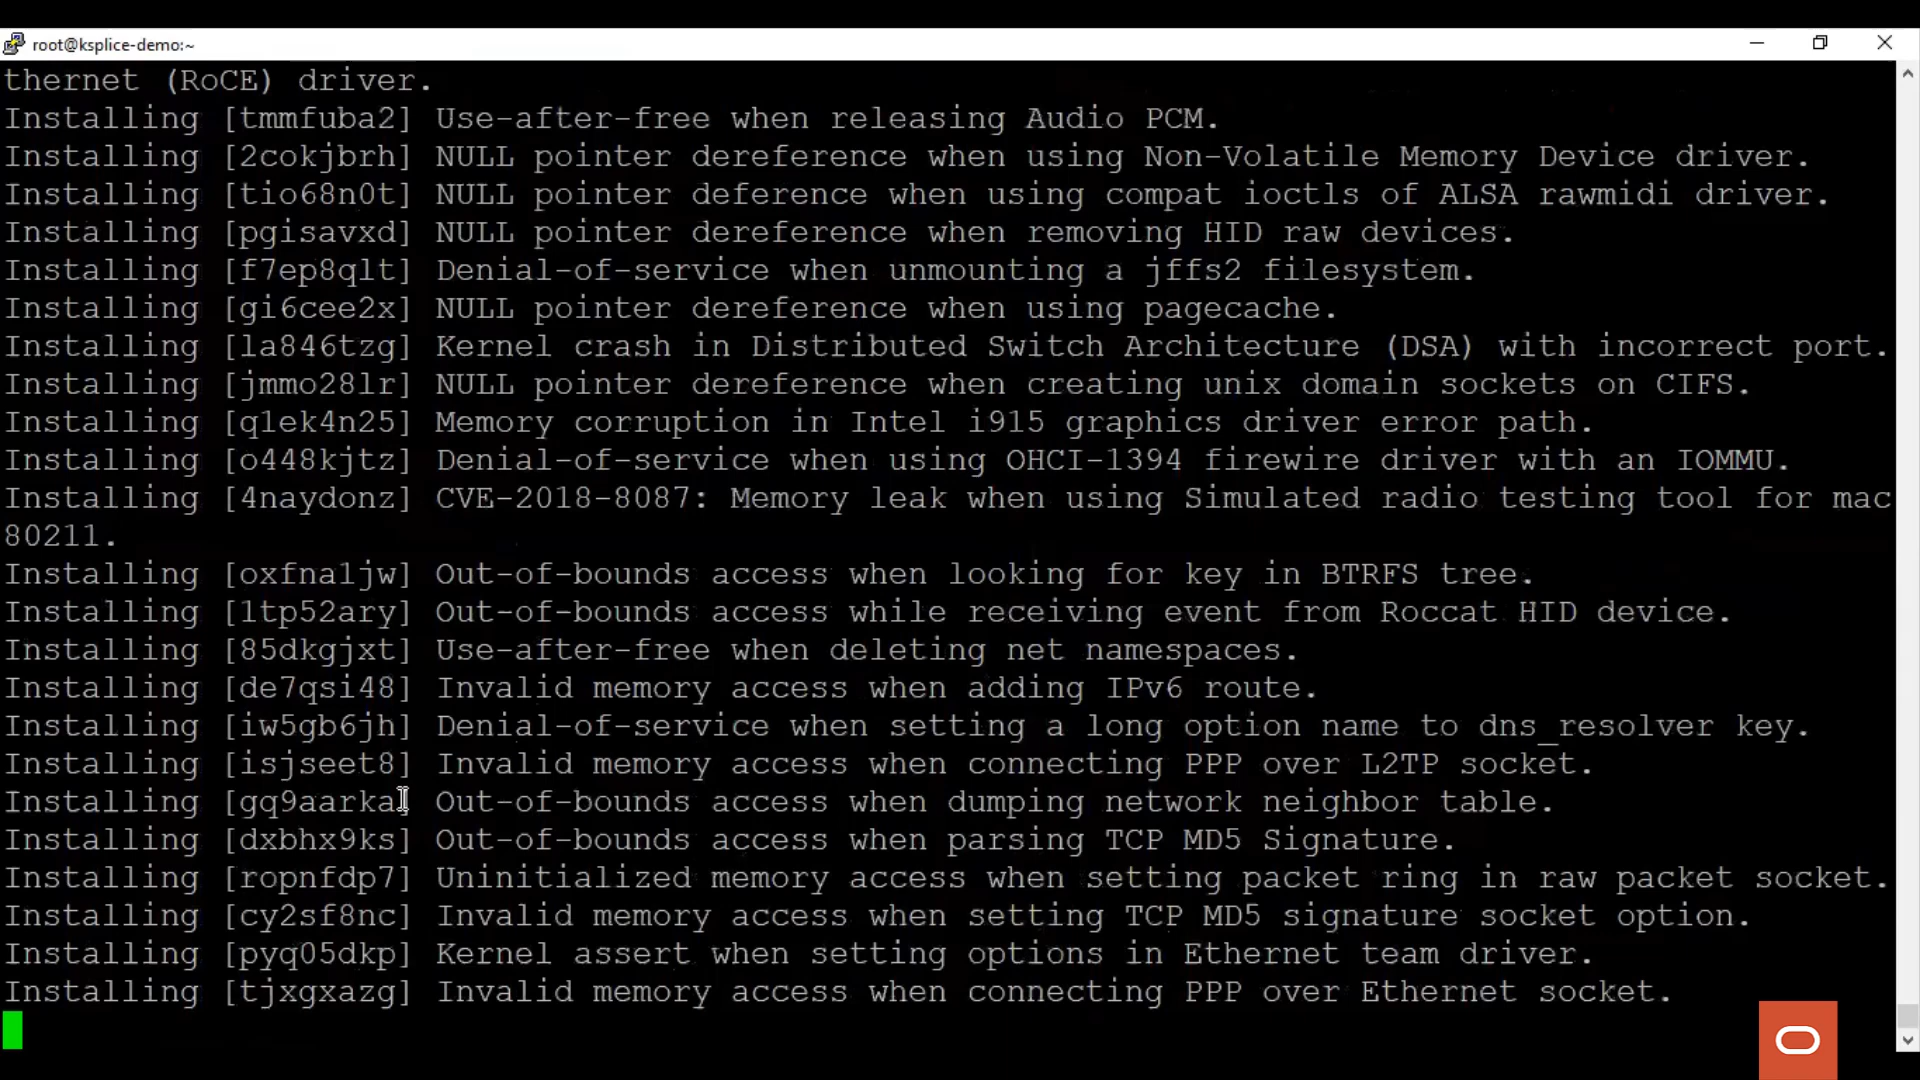 root@ksplice-demo:~
thernet (RoCE) driver.
Installing [tmmfuba2] Use-after-free when releasing Audio PCM.
Installing [2cokjbrh] NULL pointer dereference when using Non-Volatile Memory Device driver.
Installing [tio68n0t] NULL pointer deference when using compat ioctls of ALSA rawmidi driver.
Installing [pgisavxd] NULL pointer dereference when removing HID raw devices.
Installing [f7ep8qlt] Denial-of-service when unmounting a jffs2 filesystem.
Installing [gi6cee2x] NULL pointer dereference when using pagecache.
Installing [la846tzg] Kernel crash in Distributed Switch Architecture (DSA) with incorrect port.
Installing [jmmo28lr] NULL pointer dereference when creating unix domain sockets on CIFS.
Installing [q1ek4n25] Memory corruption in Intel i915 graphics driver error path.
Installing [o448kjtz] Denial-of-service when using OHCI-1394 firewire driver with an IOMMU.
Installing [4naydonz] CVE-2018-8087: Memory leak when using Simulated radio testing tool for mac
80211.
Installing [oxfna1jw] Out-of-bounds access when looking for key in BTRFS tree.
Installing [1tp52ary] Out-of-bounds access while receiving event from Roccat HID device.
Installing [85dkgjxt] Use-after-free when deleting net namespaces.
Installing [de7qsi48] Invalid memory access when adding IPv6 route.
Installing [iw5gb6jh] Denial-of-service when setting a long option name to dns_resolver key.
Installing [isjseet8] Invalid memory access when connecting PPP over L2TP socket.
Installing [gq9aarka] Out-of-bounds access when dumping network neighbor table.
Installing [dxbhx9ks] Out-of-bounds access when parsing TCP MD5 Signature.
Installing [ropnfdp7] Uninitialized memory access when setting packet ring in raw packet socket.
Installing [cy2sf8nc] Invalid memory access when setting TCP MD5 signature socket option.
Installing [pyq05dkp] Kernel assert when setting options in Ethernet team driver.
Installing [tjxgxazg] Invalid memory access when connecting PPP over Ethernet socket.